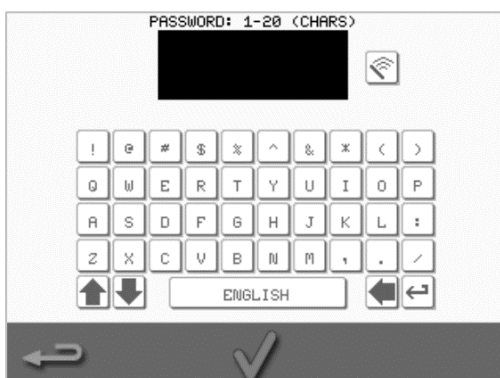 PASSWORD: 1-20 (CHARS)
! @ # $ % ^ & * ( )
Q W E R T Y U I O P
A S D F G H J K L :
Z X C V B N M , . /
ENGLISH